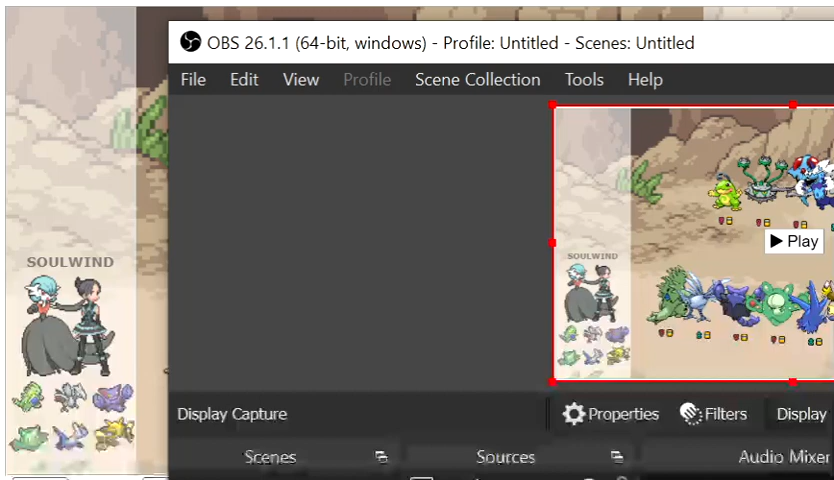 OBS 26.1.1 (64-bit, windows) - Profile: Untitled - Scenes: Untitled
File Edit View Profile Scene Collection Tools Help
SOULWIND
SOULWIND
Play
Display Capture
Properties Filters Display
Scenes Sources Audio Mixer